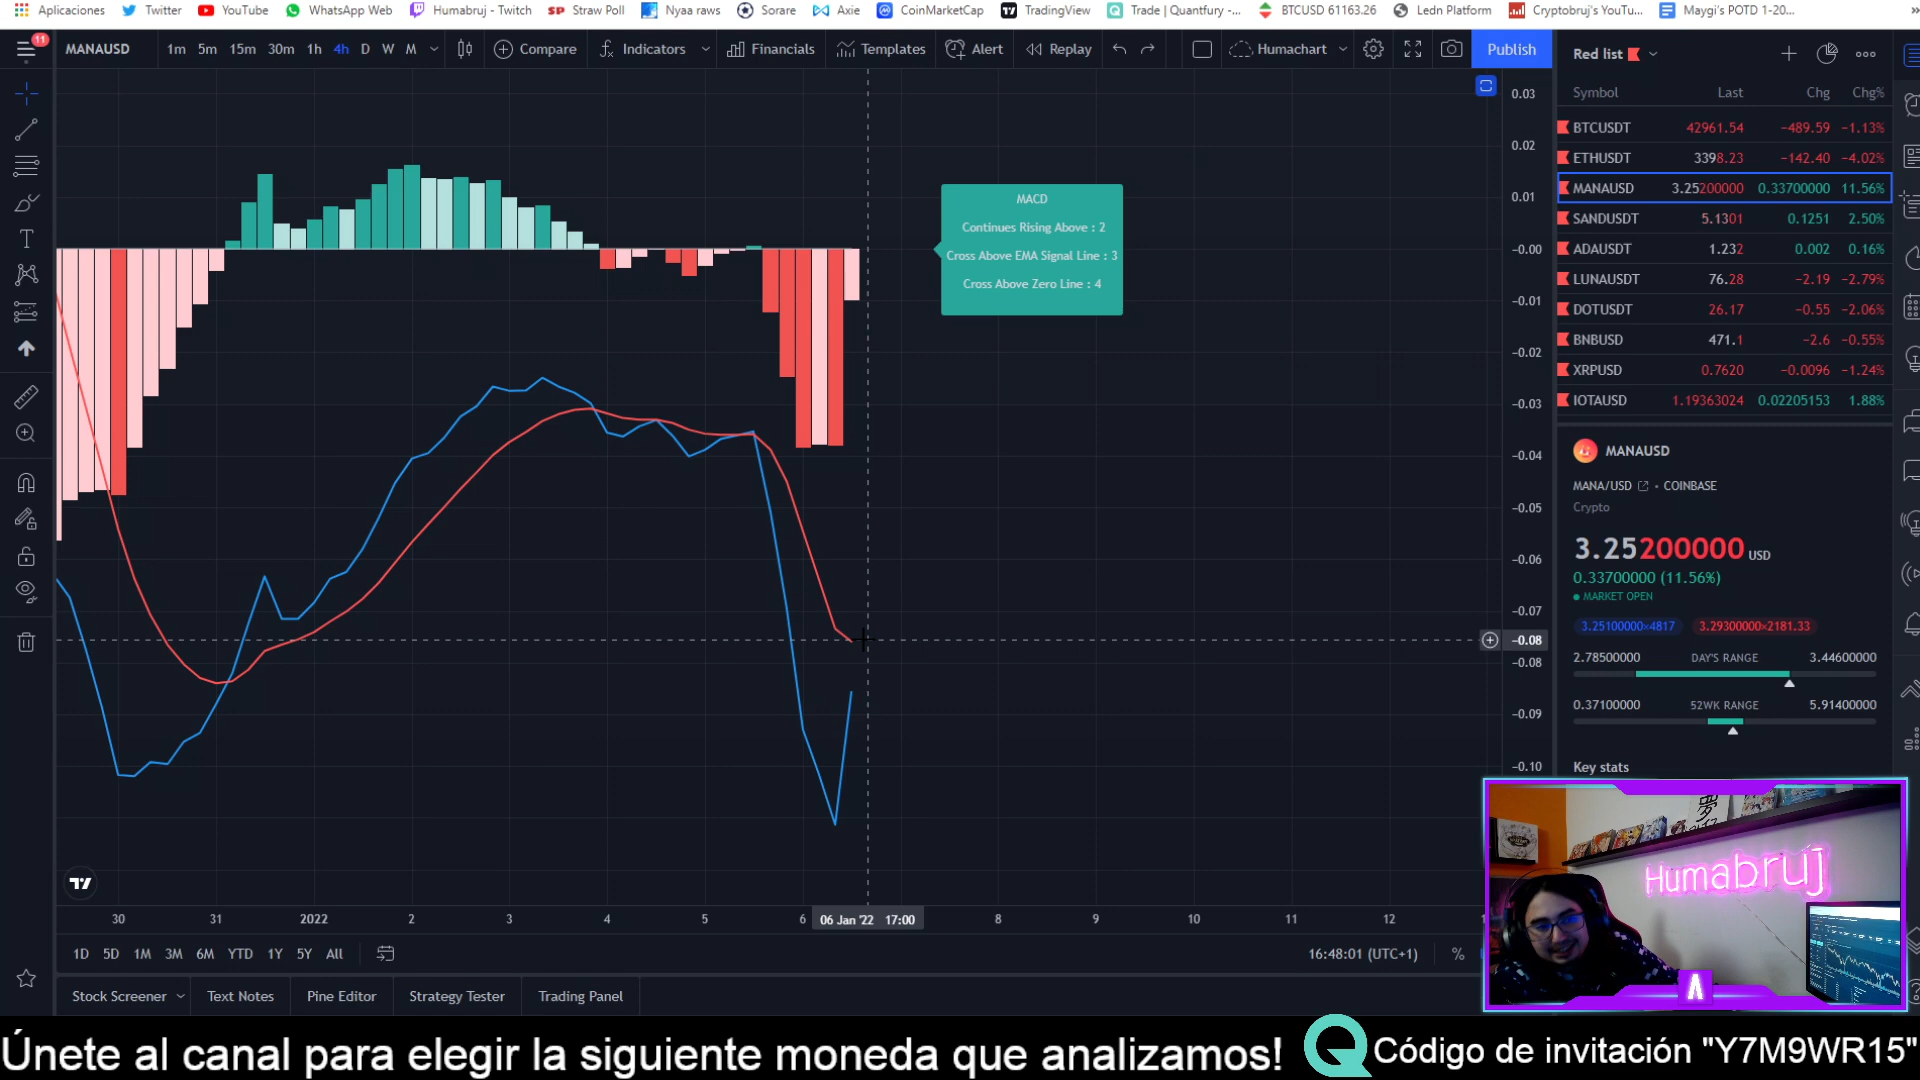 Aplicaciones Twitter YouTube WhatsApp Web Humabruj - Twitch SP Straw Poll Nyaa raws Sorare Axie CoinMarketCap TradingView Trade | Quantfury -... BTCUSD 61163.26 Ledn Platform Cryptobruj's YouTu... Maygi's POTD 1-20... »
11 MANAUSD 1m 5m 15m 30m 1h 4h D W M Compare Indicators Financials Templates Alert Replay Humachart Publish
Red list
Symbol Last Chg Chg%
BTCUSDT 42961.54 −489.59 −1.13%
ETHUSDT 3398.23 −142.40 −4.02%
MANAUSD 3.25200000 0.33700000 11.56%
SANDUSDT 5.1301 0.1251 2.50%
ADAUSDT 1.232 0.002 0.16%
LUNAUSDT 76.28 −2.19 −2.79%
DOTUSDT 26.17 −0.55 −2.06%
BNBUSD 471.1 −2.6 −0.55%
XRPUSD 0.7620 −0.0096 −1.24%
IOTAUSD 1.19363024 0.02205153 1.88%
MANAUSD
MANA/USD • COINBASE
Crypto
3.25200000 USD
0.33700000 (11.56%)
MARKET OPEN
3.25100000×4817 3.29300000×2181.33
2.78500000 DAY'S RANGE 3.44600000
0.37100000 52WK RANGE 5.91400000
Key stats
MACD
Continues Rising Above : 2
Cross Above EMA Signal Line : 3
Cross Above Zero Line : 4
0.03
0.02
0.01
−0.00
−0.01
−0.02
−0.03
−0.04
−0.05
−0.06
−0.07
−0.08
−0.08
−0.09
−0.10
30 31 2022 2 3 4 5 6 06 Jan '22 17:00 8 9 10 11 12
1D 5D 1M 3M 6M YTD 1Y 5Y All 16:48:01 (UTC+1) %
Stock Screener Text Notes Pine Editor Strategy Tester Trading Panel
Humabruj
Únete al canal para elegir la siguiente moneda que analizamos! Código de invitación "Y7M9WR15"